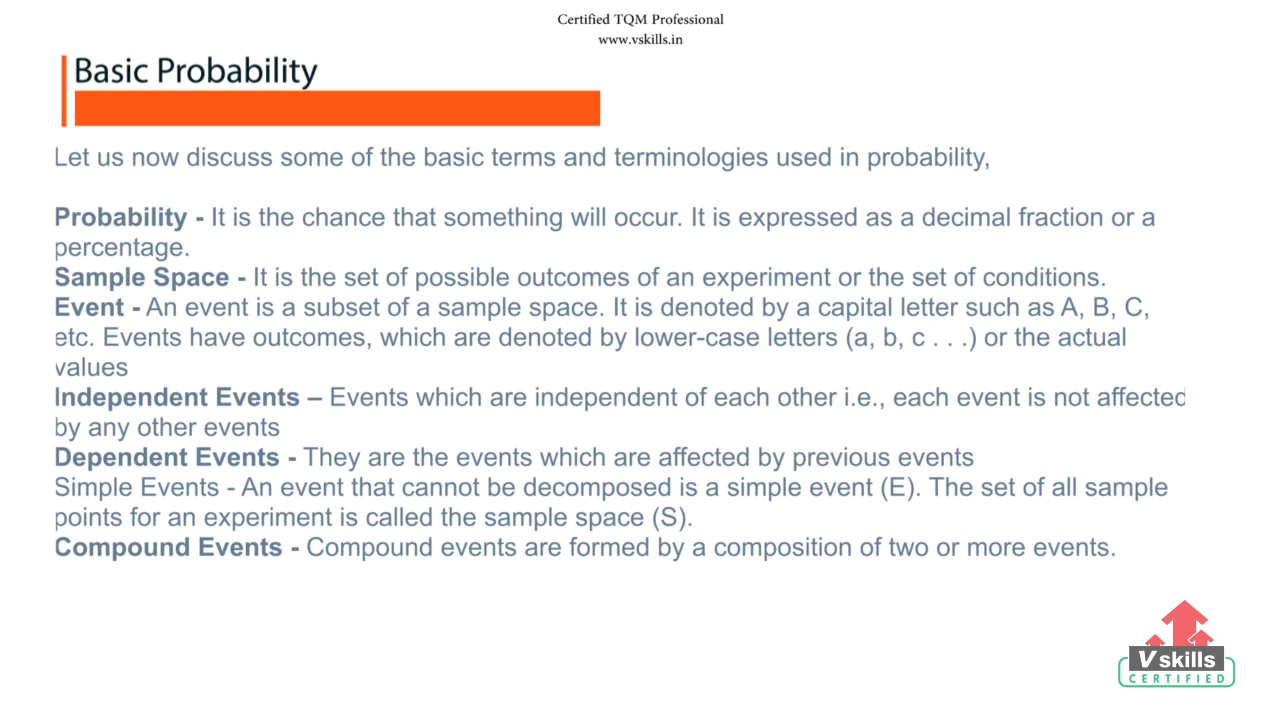 Certified TQM Professional
www.vskills.in
Basic Probability
Let us now discuss some of the basic terms and terminologies used in probability,
Probability - It is the chance that something will occur. It is expressed as a decimal fraction or a
percentage.
Sample Space - It is the set of possible outcomes of an experiment or the set of conditions.
Event - An event is a subset of a sample space. It is denoted by a capital letter such as A, B, C,
etc. Events have outcomes, which are denoted by lower-case letters (a, b, c . . .) or the actual
values
Independent Events – Events which are independent of each other i.e., each event is not affected
by any other events
Dependent Events - They are the events which are affected by previous events
Simple Events - An event that cannot be decomposed is a simple event (E). The set of all sample
points for an experiment is called the sample space (S).
Compound Events - Compound events are formed by a composition of two or more events.
Vskills
CERTIFIED